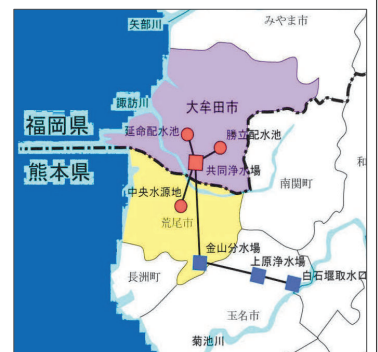 矢部川
みやま市
諏訪川
大牟田市
福岡県
延命配水池
勝立配水池
熊本県
共同浄水場
和
中央水源地
南関町
荒尾市
金山分水場
上原浄水場
長洲町
白石堰取水口
玉名市
菊池川